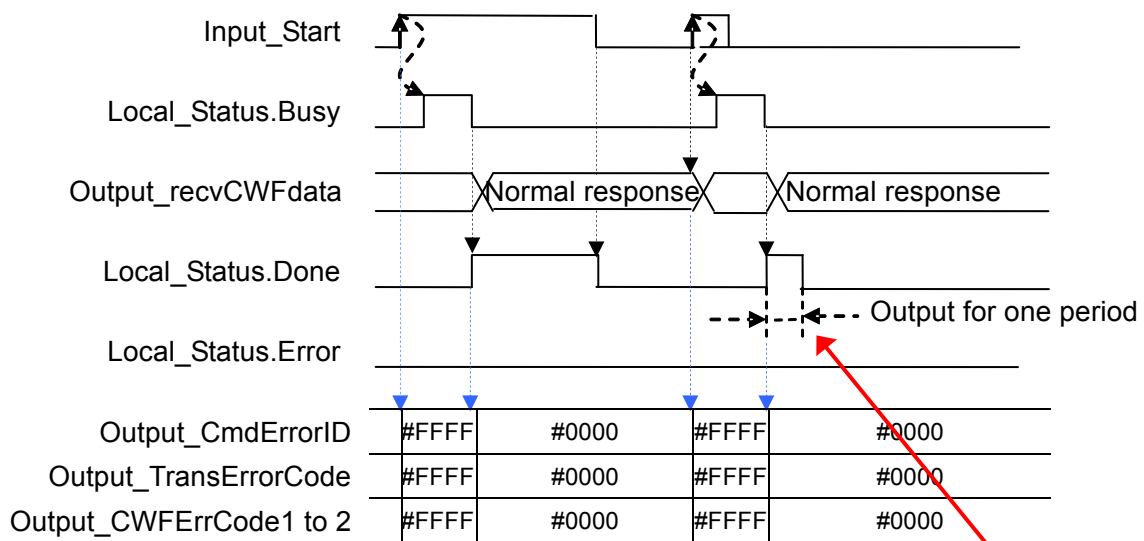 Input_Start
Local_Status.Busy
Output_recvCWFdata Normal response Normal response
Local_Status.Done
Output for one period
Local_Status.Error
Output_CmdErrorID #FFFF #0000 #FFFF #0000
Output_TransErrorCode #FFFF #0000 #FFFF #0000
Output_CWFErrCode1 to 2 #FFFF #0000 #FFFF #0000